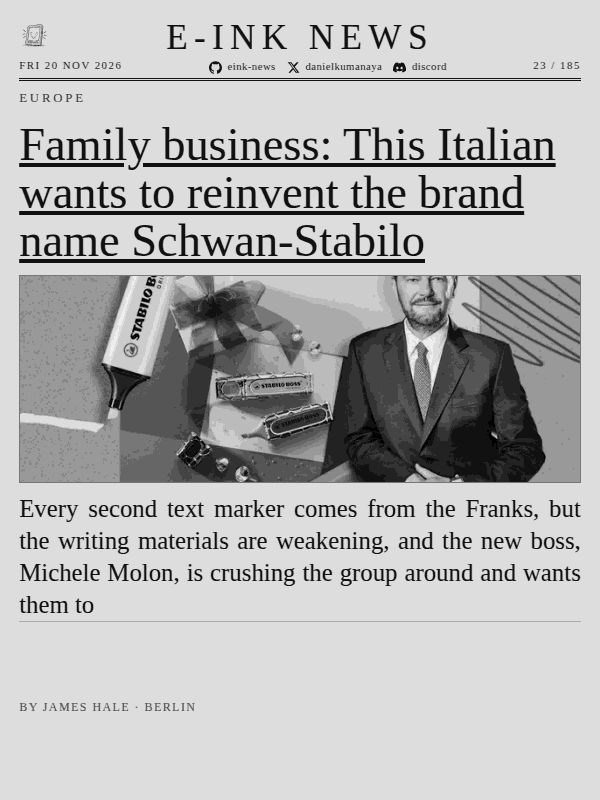 E-INK NEWS
FRI 20 NOV 2026
eink-news
danielkumanaya
discord
23 / 185
EUROPE
Family business: This Italian
wants to reinvent the brand
name Schwan-Stabilo
STABILO BO
STABILO BOSS
STABILO BOSS
Every second text marker comes from the Franks, but
the writing materials are weakening, and the new boss,
Michele Molon, is crushing the group around and wants
them to
BY JAMES HALE · BERLIN